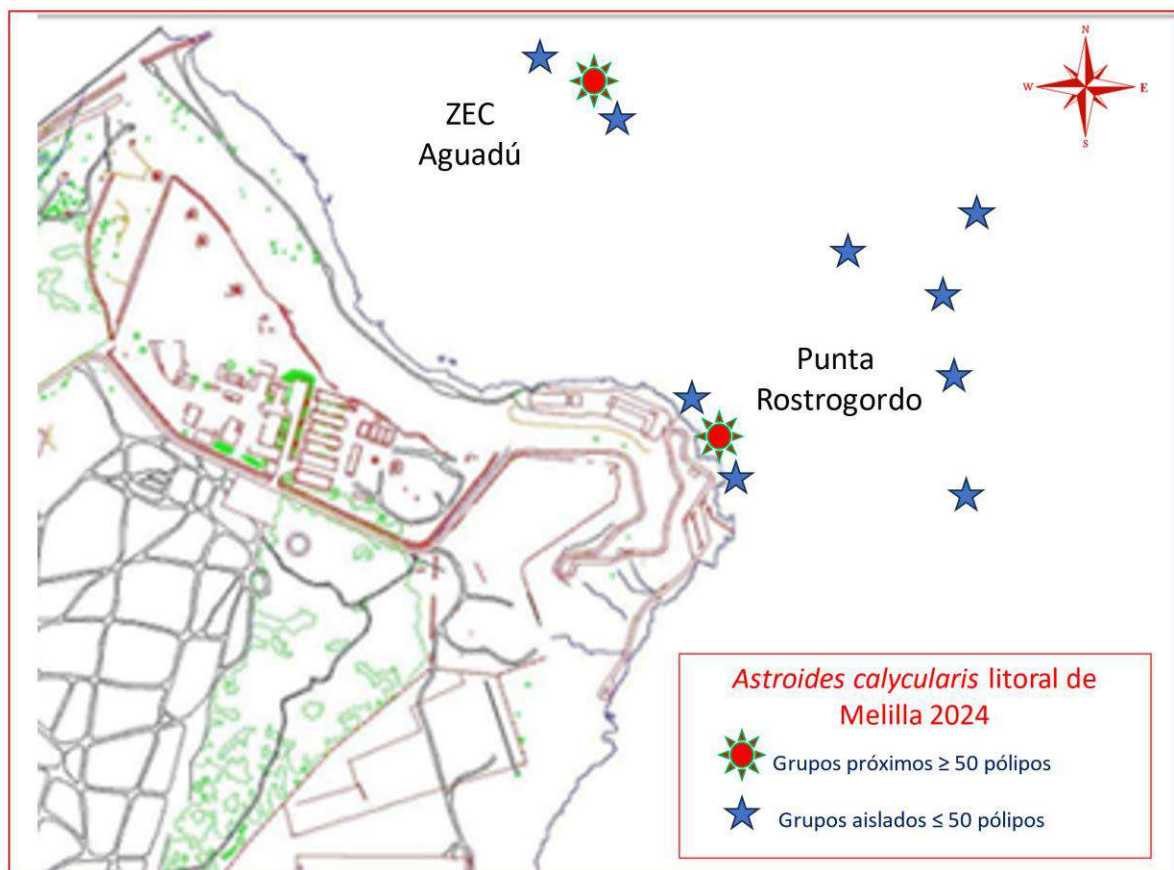 N
W
E
S
ZEC
Aguadú
Punta
Rostrogordo
Astroides calycularis litoral de
Melilla 2024
Grupos próximos ≥ 50 pólipos
Grupos aislados ≤ 50 pólipos